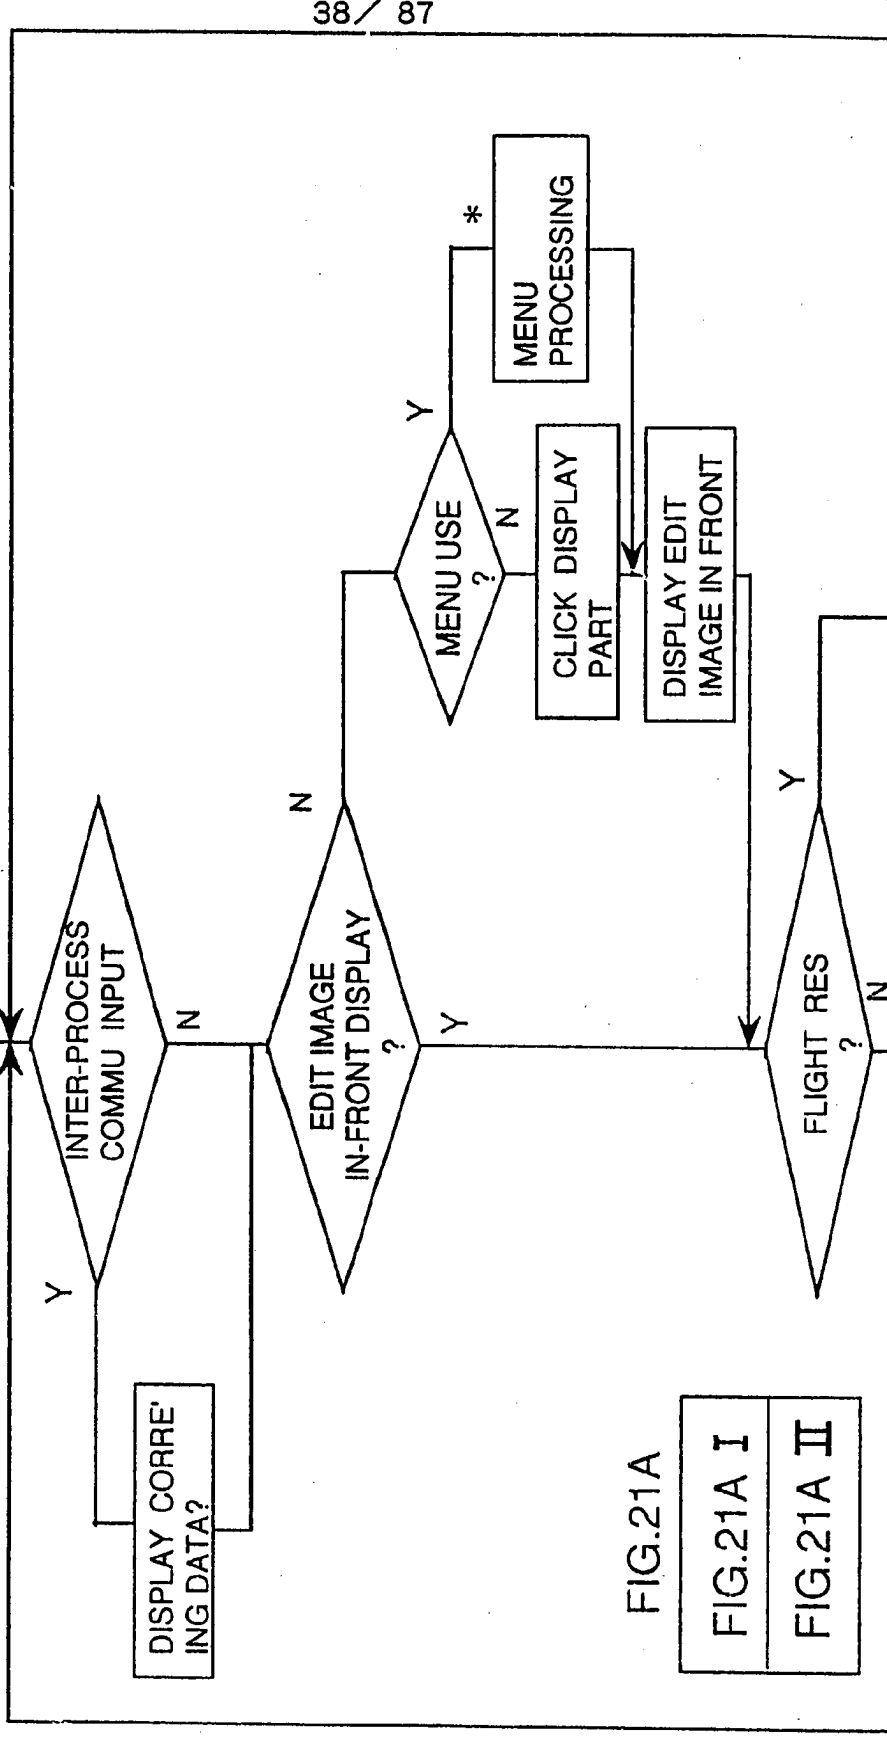 38/ 87
INTER-PROCESS
COMMU INPUT
Y
N
DISPLAY CORRE'
ING DATA?
EDIT IMAGE
IN-FRONT DISPLAY
?
N
Y
MENU USE
?
Y
N
*
MENU
PROCESSING
CLICK DISPLAY
PART
DISPLAY EDIT
IMAGE IN FRONT
FLIGHT RES
?
Y
N
FIG.21A
FIG.21A I
FIG.21A II